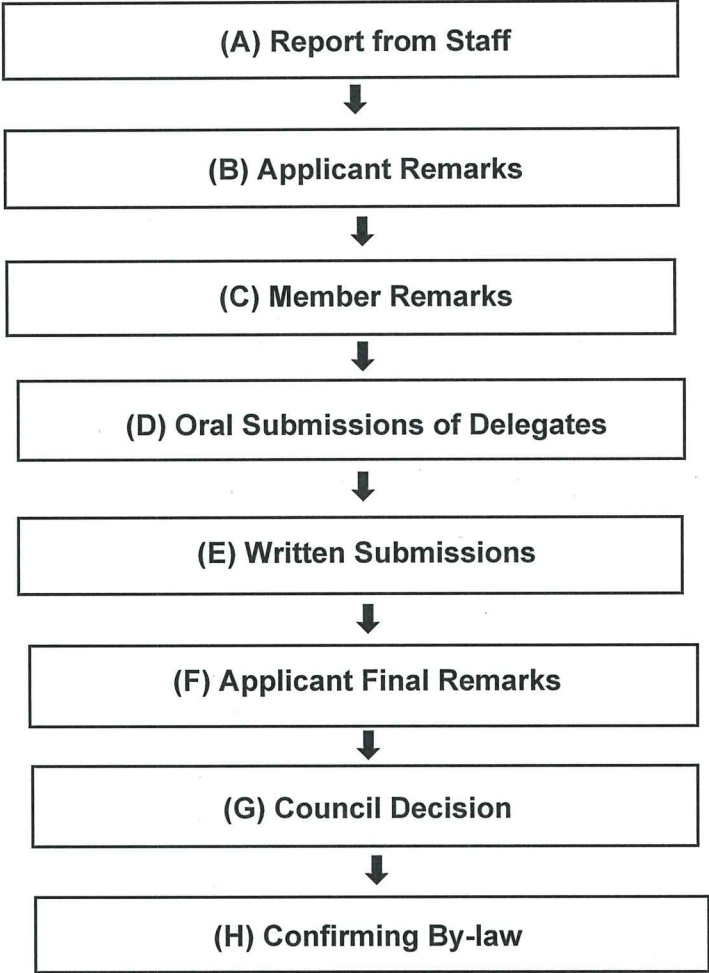 (A) Report from Staff
(B) Applicant Remarks
(C) Member Remarks
(D) Oral Submissions of Delegates
(E) Written Submissions
(F) Applicant Final Remarks
(G) Council Decision
(H) Confirming By-law